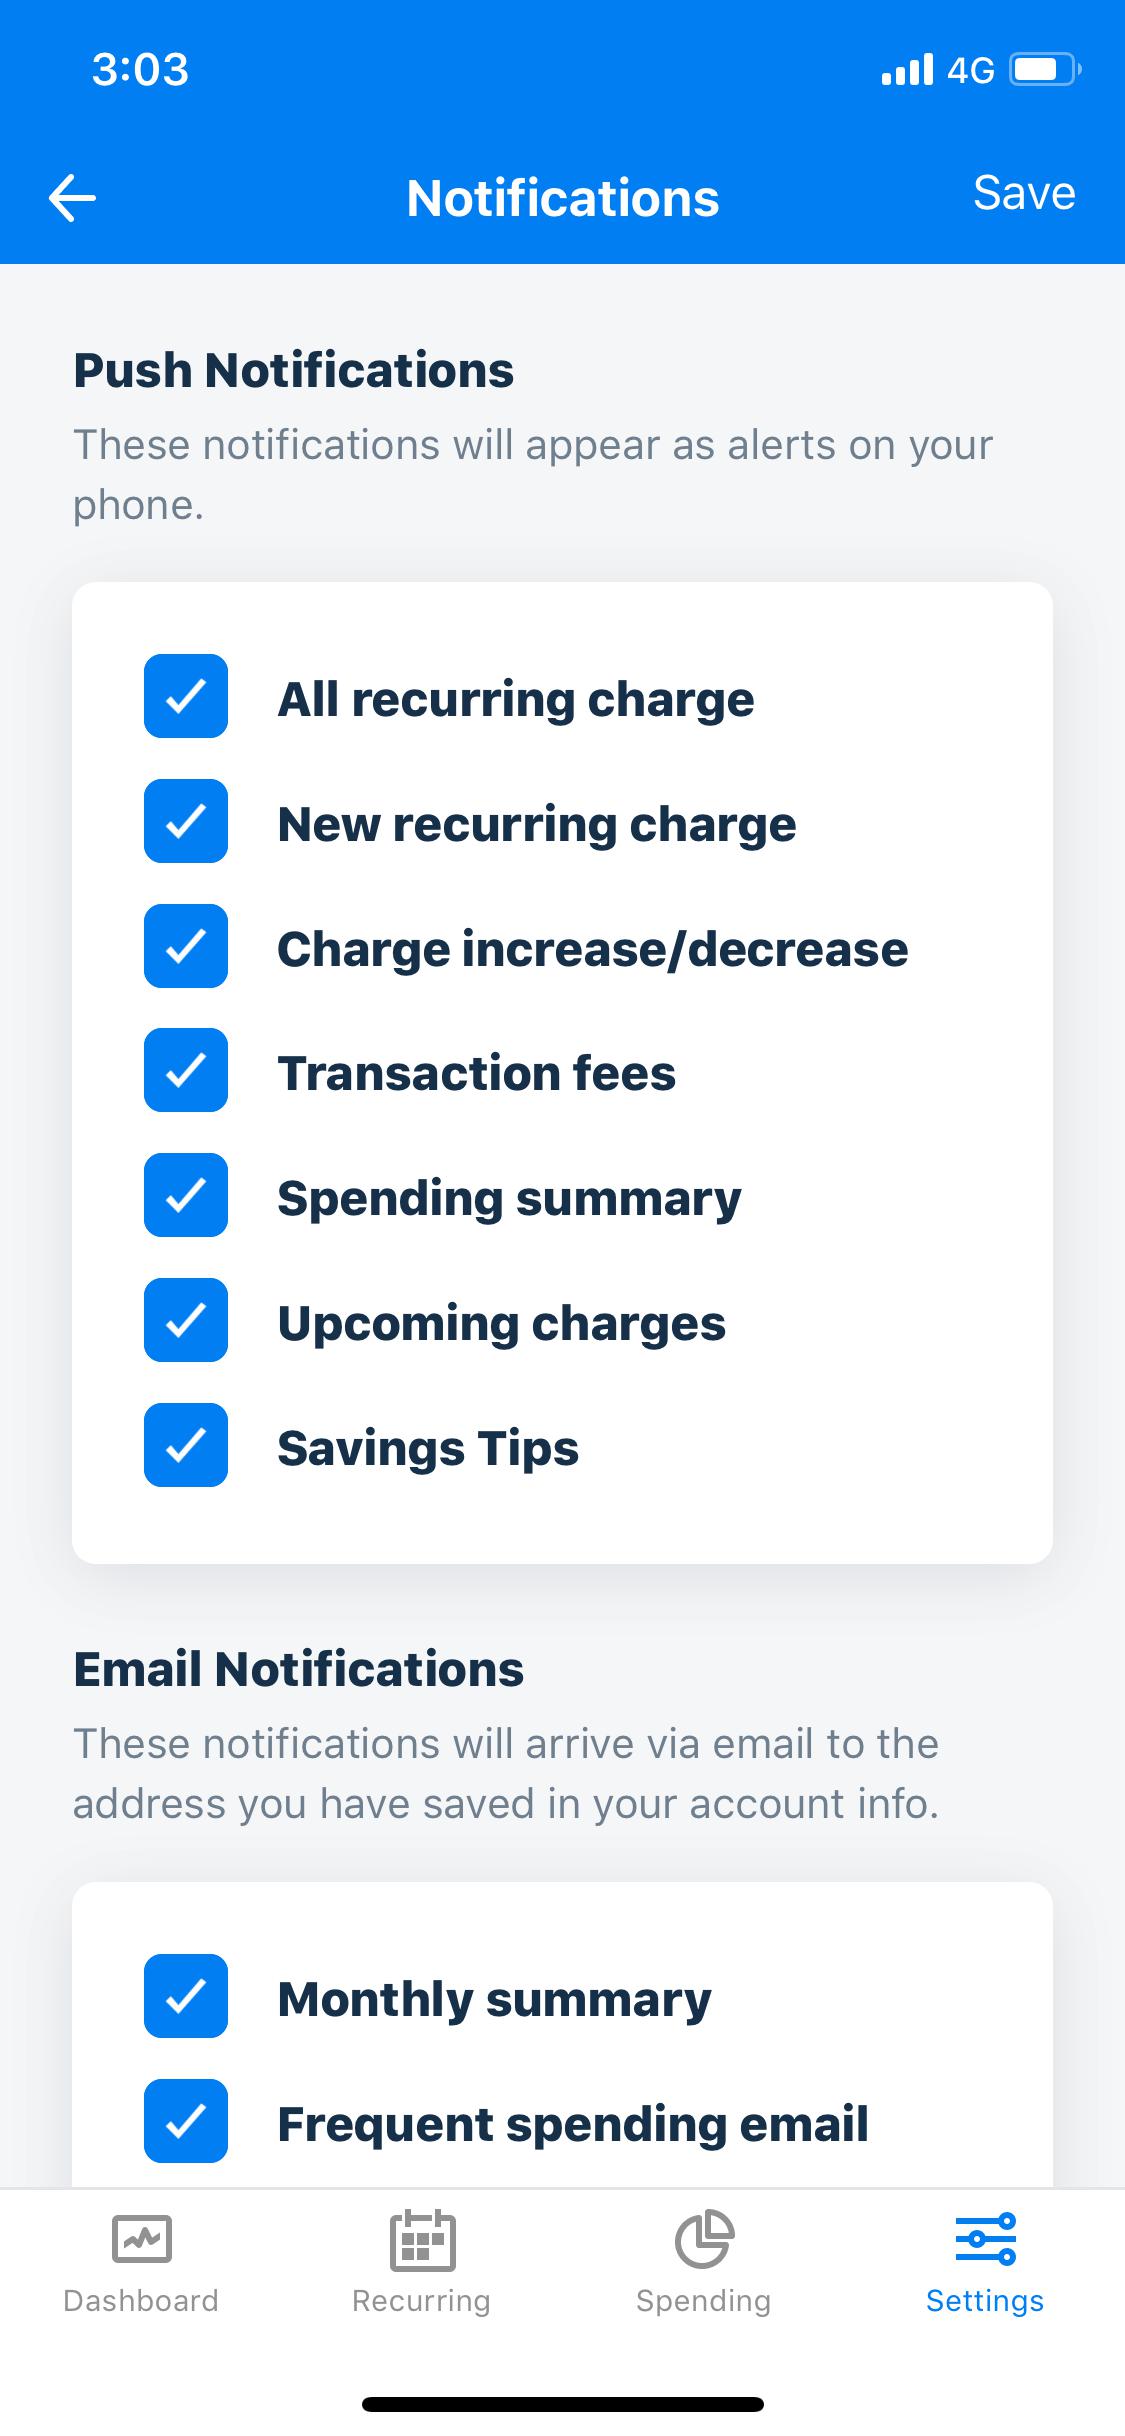 3:03
4G
Notifications
Save
Push Notifications
These notifications will appear as alerts on your
phone.
All recurring charge
New recurring charge
Charge increase/decrease
Transaction fees
Spending summary
Upcoming charges
Savings Tips
Email Notifications
These notifications will arrive via email to the
address you have saved in your account info.
Monthly summary
Frequent spending email
Dashboard
Recurring
Spending
Settings